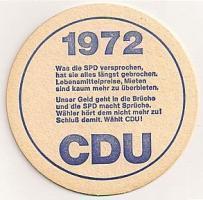 1972
Was die SPD versprochen,
hat sie alles längst gebrochen.
Lebensmittelpreise, Mieten
sind kaum mehr zu überbieten.
Unser Geld geht in die Brüche
und die SPD macht Sprüche.
Wähler hört dem nicht mehr zu!
Schluß damit. Wählt CDU!
CDU